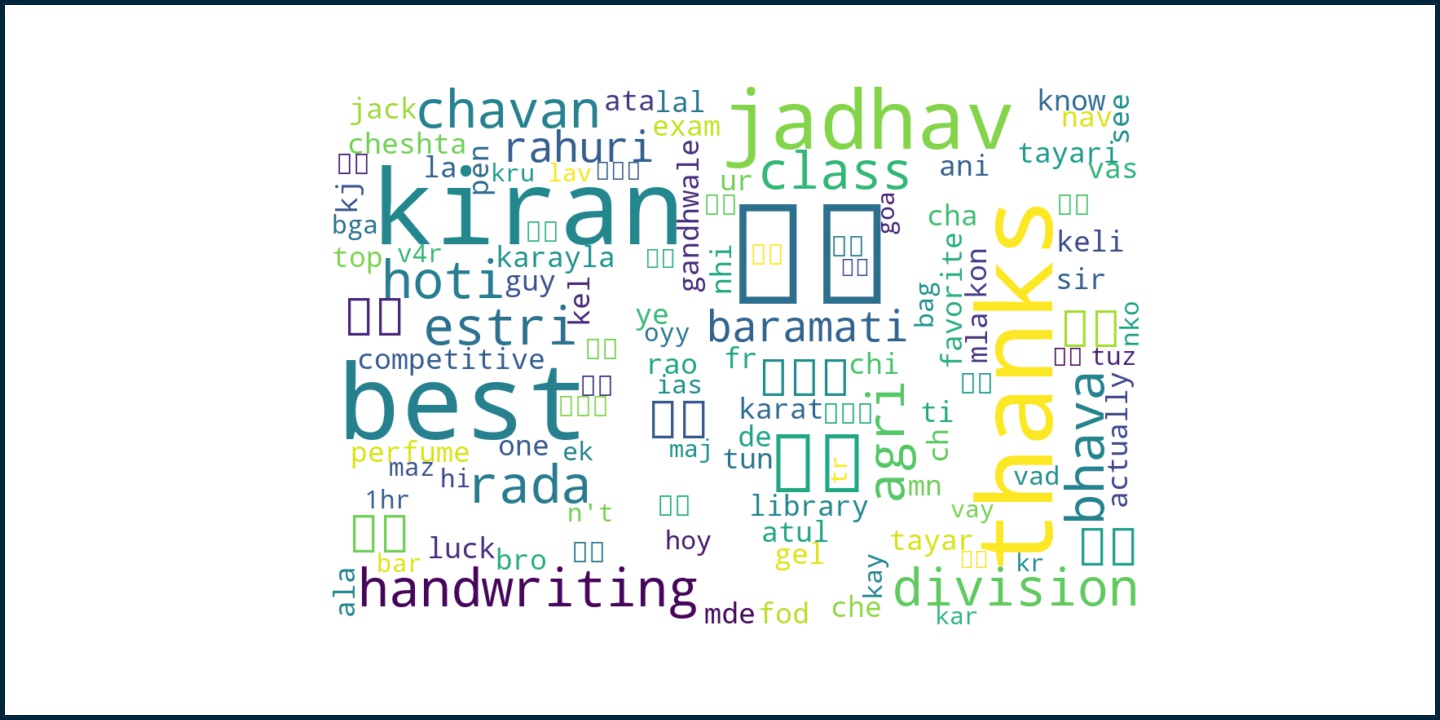 jack
chavan
ata
lal
exam
jadhav
know
nav
see
cheshta
rahuri
la
pen
kru
lav
gandhwale
ur
class
ani
tayari
vas
kj
bga
kiran
top
v4r
karayla
hoti
guy
kel
nhi
goa
cha
favorite
mla
kon
bag
thanks
keli
sir
nko
tuz
estri
ye
oyy
baramati
competitive
rao
ias
fr
chi
best
karat
agri
ti
ch
bhava
actually
perfume
one
ek
maj
de
tun
tr
maz
hi
rada
mn
vad
1hr
n't
library
vay
atul
luck
bro
hoy
gel
tayar
bar
kr
ala
handwriting
mde
fod
che
kay
division
kar